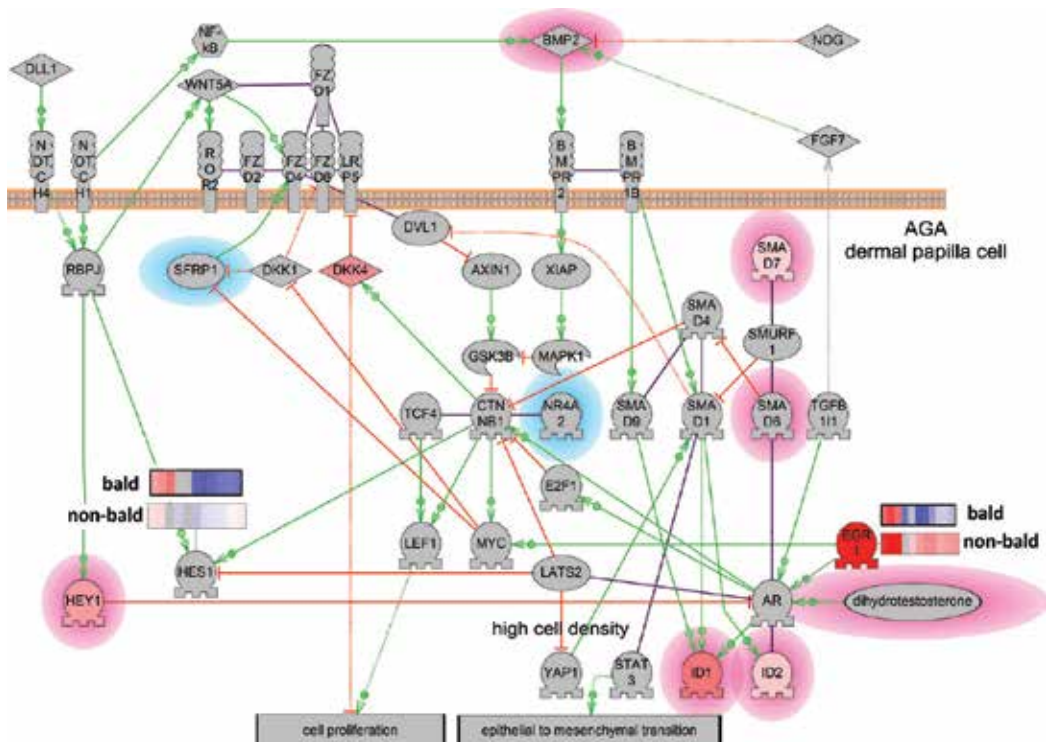 NF-
kB
BMP2
NOG
DLL1
WNT5A
FZ
D1
FGF7
N
OT
C
H4
N
OT
C
H1
R
O
R2
FZ
D2
FZ
D4
FZ
D6
LR
P5
B
M
PR
2
B
M
PR
1B
DVL1
AGA
dermal papilla cell
RBPJ
SFRP1
DKK1
DKK4
AXIN1
XIAP
SMA
D7
SMA
D4
SMURF
1
GSK3B
MAPK1
TCF4
CTN
NB1
NR4A
2
SMA
D9
SMA
D1
SMA
D6
TGFB
1I1
bald
non-bald
E2F1
HES1
LEF1
MYC
LATS2
EGR
1
bald
non-bald
HEY1
AR
dihydrotestosterone
high cell density
YAP1
STAT
3
ID1
ID2
cell proliferation
epithelial to mesenchymal transition